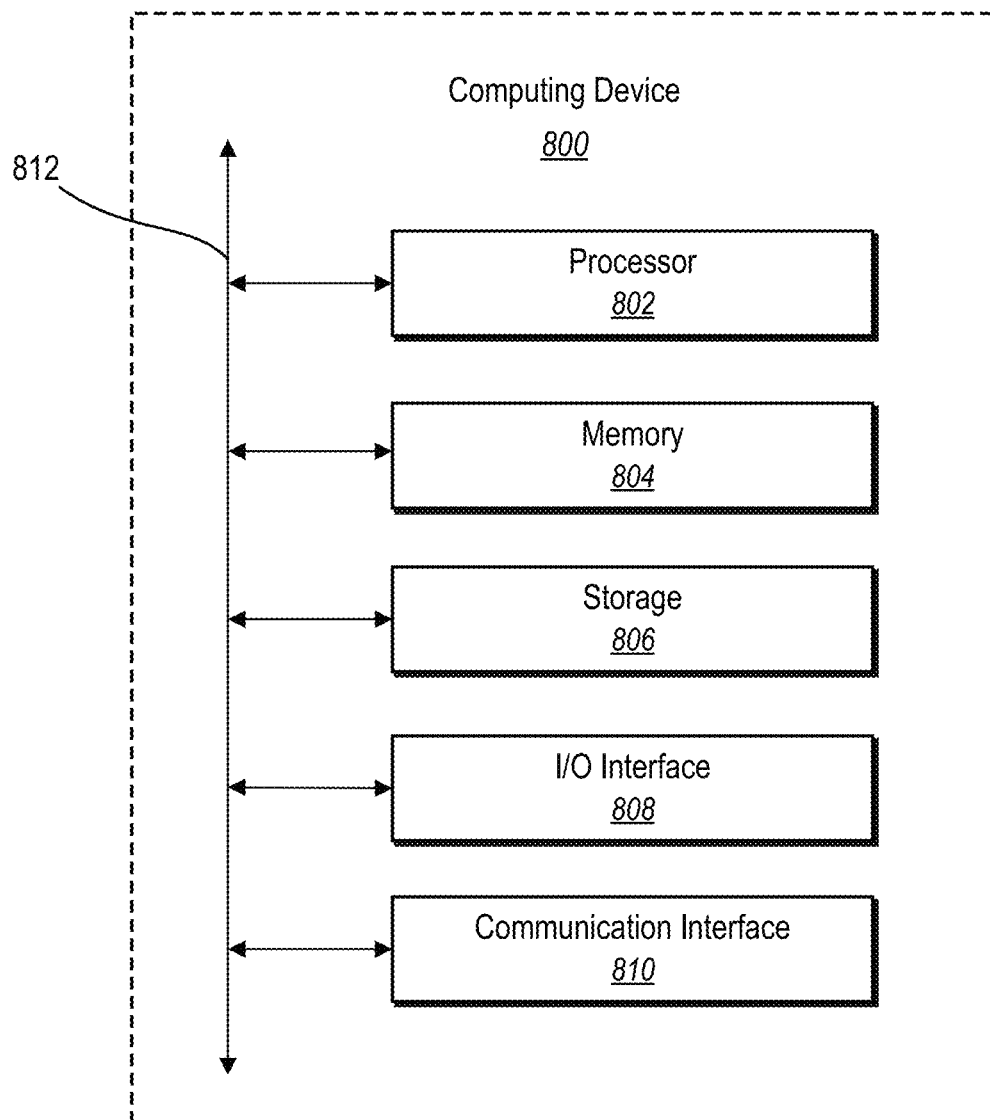 Computing Device
800
812
Processor
802
Memory
804
Storage
806
I/O Interface
808
Communication Interface
810